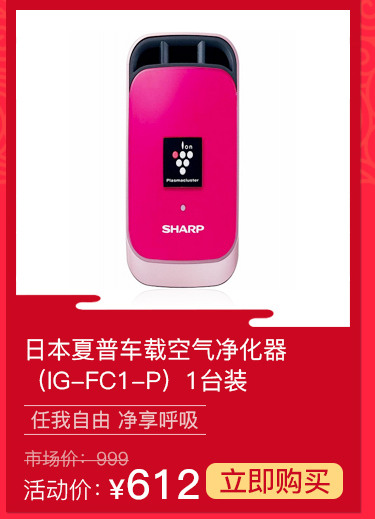 Ion
Plasmacluster
SHARP
日本夏普车载空气净化器
（IG-FC1-P）1台装
任我自由 净享呼吸
市场价：999
活动价：¥612
立即购买